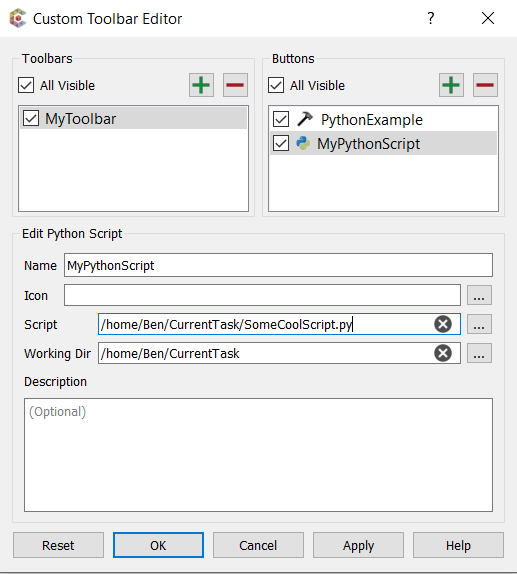 Custom Toolbar Editor
?
Toolbars
All Visible
MyToolbar
Buttons
All Visible
PythonExample
MyPythonScript
Edit Python Script
Name MyPythonScript
Icon ...
Script /home/Ben/CurrentTask/SomeCoolScript.py ...
Working Dir /home/Ben/CurrentTask ...
Description
(Optional)
Reset OK Cancel Apply Help